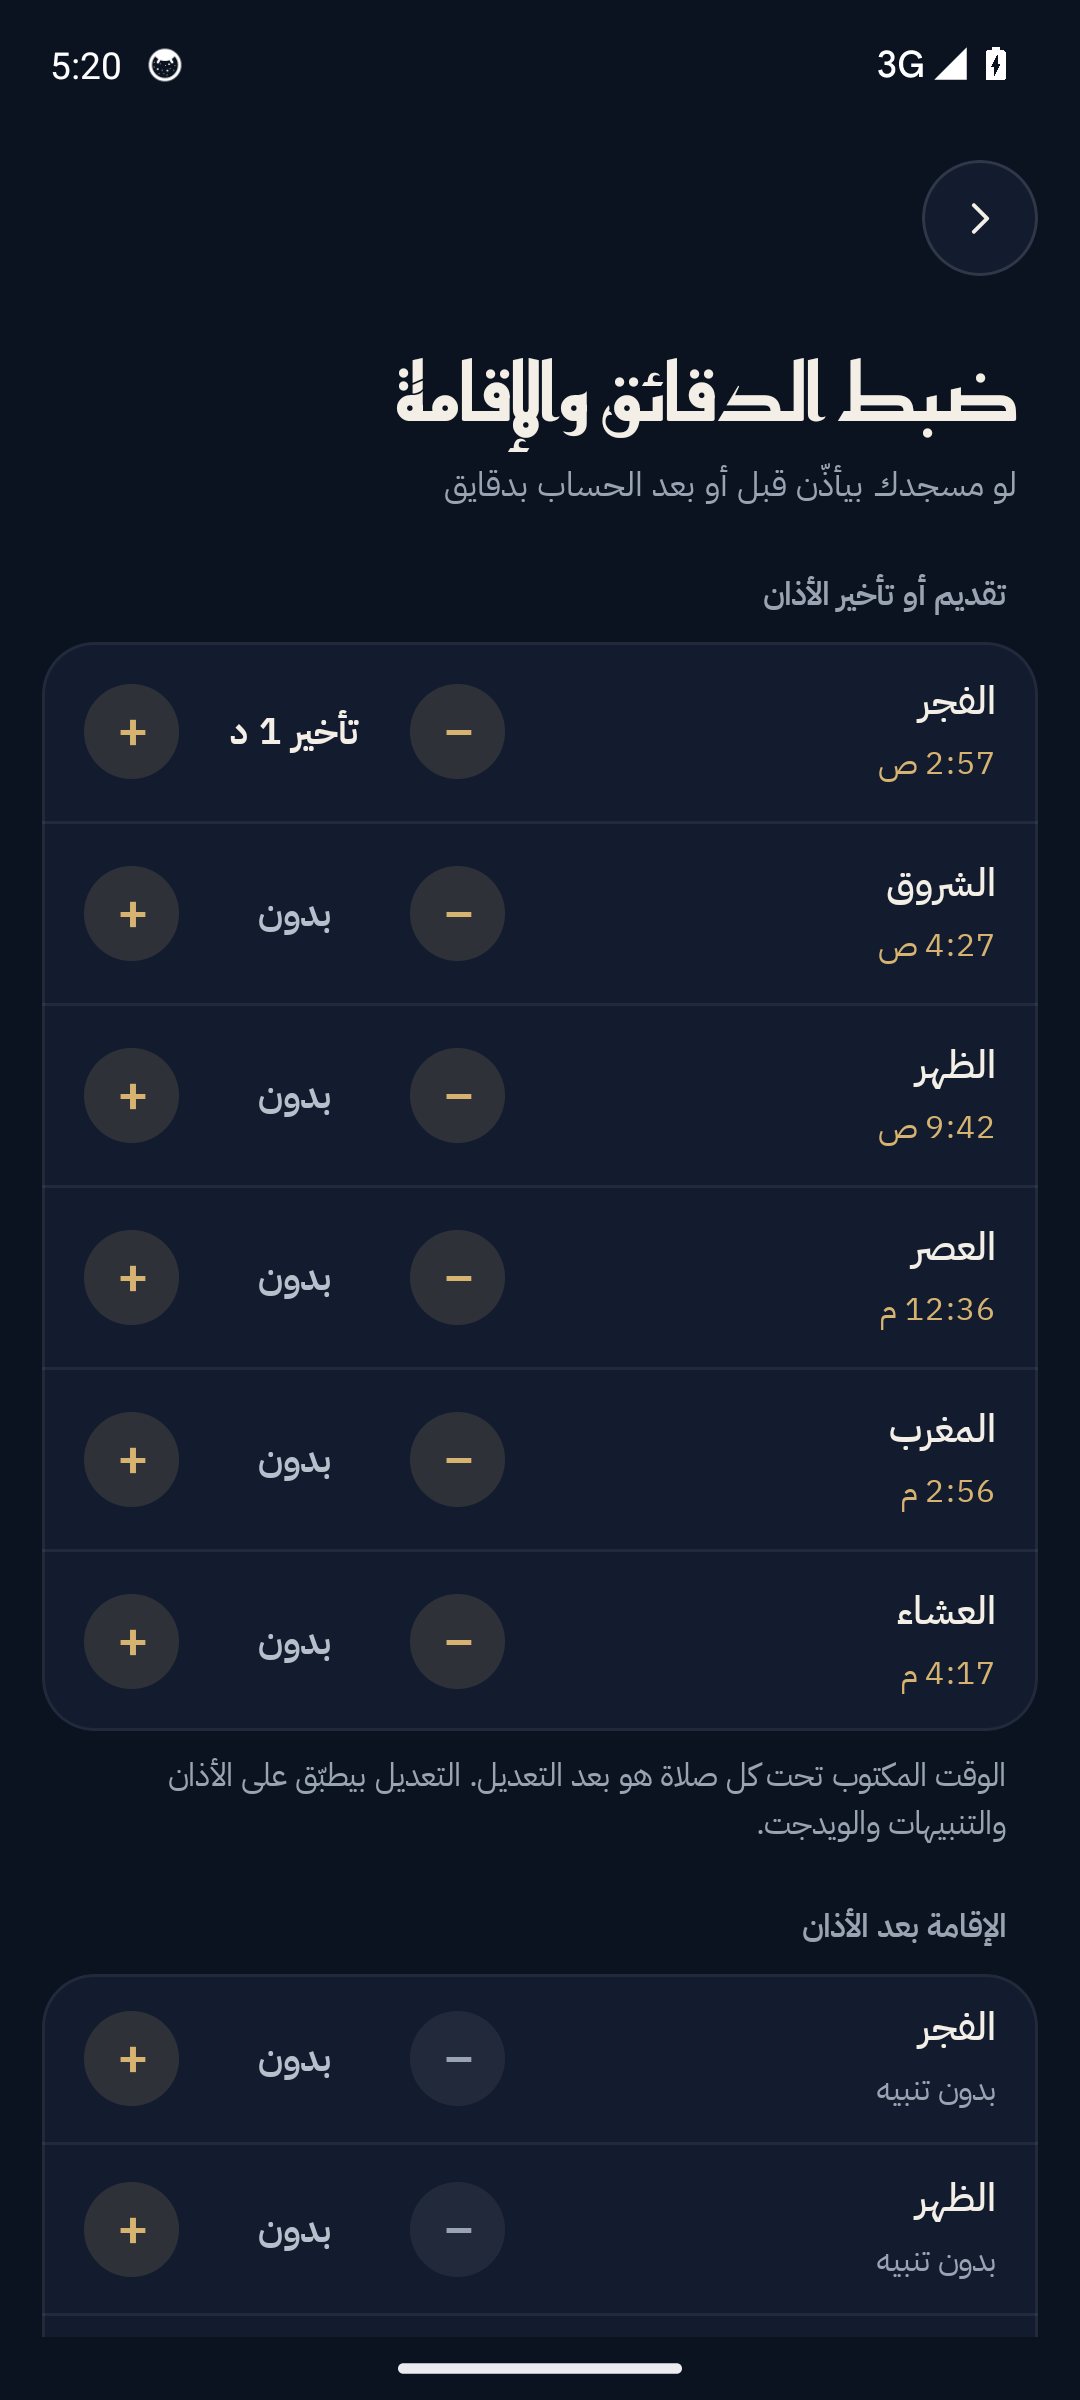 5:20
3G
ضبط الدقائق والإقامة
لو مسجدك بيأذّن قبل أو بعد الحساب بدقايق
تقديم أو تأخير الأذان
الفجر
2:57 ص
− تأخير 1 د +
الشروق
4:27 ص
− بدون +
الظهر
9:42 ص
− بدون +
العصر
12:36 م
− بدون +
المغرب
2:56 م
− بدون +
العشاء
4:17 م
− بدون +
الوقت المكتوب تحت كل صلاة هو بعد التعديل. التعديل بيطبّق على الأذان
والتنبيهات والويدجت.
الإقامة بعد الأذان
الفجر
بدون تنبيه
− بدون +
الظهر
بدون تنبيه
− بدون +